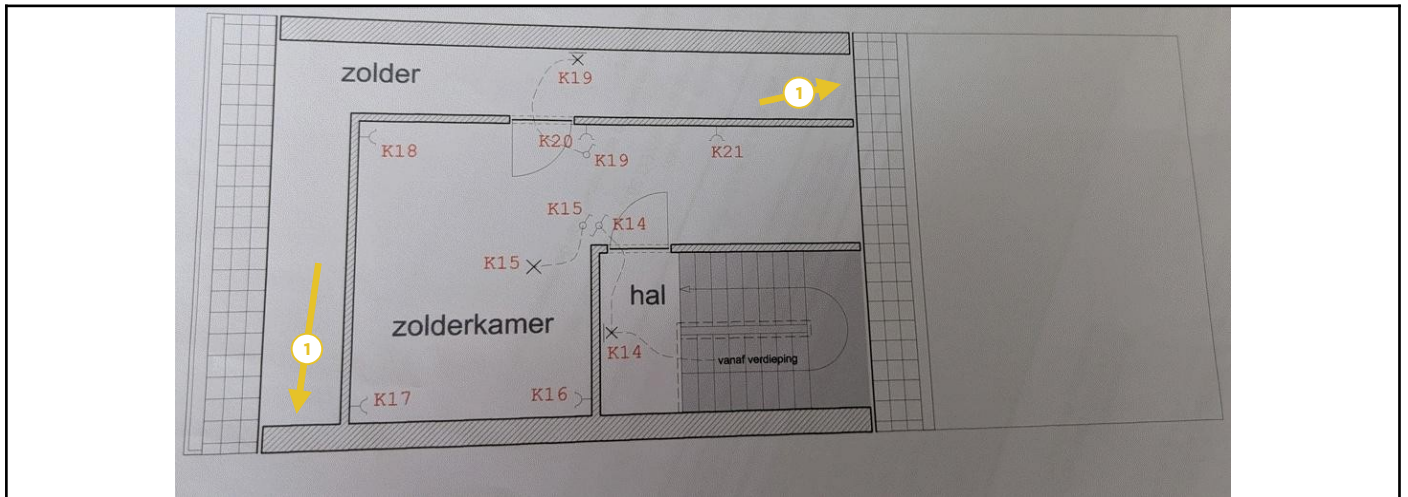 zolder
K19
1
K18
K20
K19
K21
K15
K14
K15
hal
zolderkamer
1
K14
vanaf verdieping
K17
K16